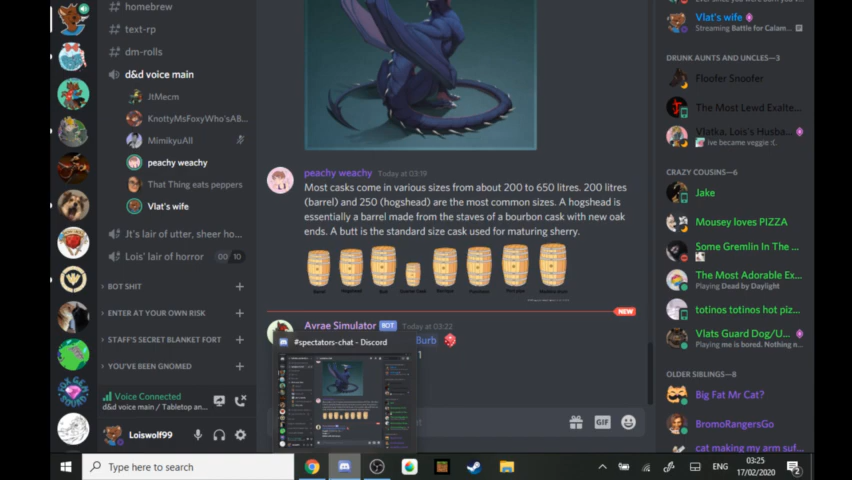 homebrew
text-rp
dm-rolls
d&d voice main
JtMecm
KnottyMsFoxyWho'sAB...
MimikyuAll
peachy weachy
That Thing eats peppers
Vlat's wife
Jt's lair of utter, sheer ho...
Lois' lair of horror 00 10
BOT SHIT
ENTER AT YOUR OWN RISK
STAFF'S SECRET BLANKET FORT
YOU'VE BEEN GNOMED
Voice Connected
d&d voice main / Tabletop an...
Loiswolf99
peachy weachy Today at 03:19
Most casks come in various sizes from about 200 to 650 litres. 200 litres
(barrel) and 250 (hogshead) are the most common sizes. A hogshead is
essentially a barrel made from the staves of a bourbon cask with new oak
ends. A butt is the standard size cask used for maturing sherry.
NEW
Avrae Simulator BOT Today at 03:22
#spectators-chat - Discord
Burb
1
GIF
Vlat's wife
Streaming Battle for Calam...
DRUNK AUNTS AND UNCLES—3
Floofer Snoofer
The Most Lewd Exalte...
Vlatka, Lois's Husba...
ive became veggie :(.
CRAZY COUSINS—6
Jake
Mousey loves PIZZA
Some Gremlin In The ...
The Most Adorable Ex...
Playing Dead by Daylight
totinos totinos hot piz...
Vlats Guard Dog/U...
Playing me is bored. Nothing n...
OLDER SIBLINGS—8
Big Fat Mr Cat?
BromoRangersGo
cat making my arm suf...
Type here to search
ENG
03:25
17/02/2020
2